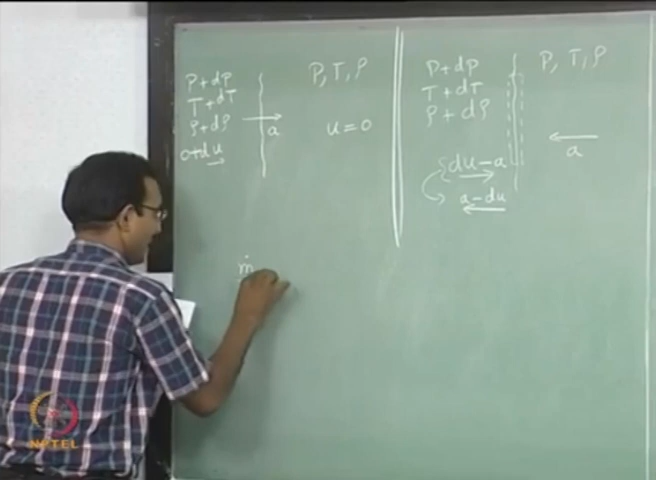 P+dP
T+dT
ρ+dρ
0+du
a
P, T, ρ
u=0
P+dP
T+dT
ρ+dρ
du-a
a-du
P, T, ρ
a
ṁ
NPTEL